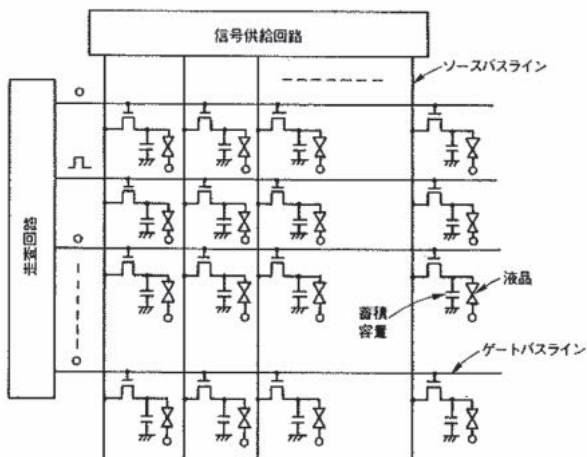 信号供給回路
ソースバスライン
走査回路
液晶
蓄積
容量
ゲートバスライン